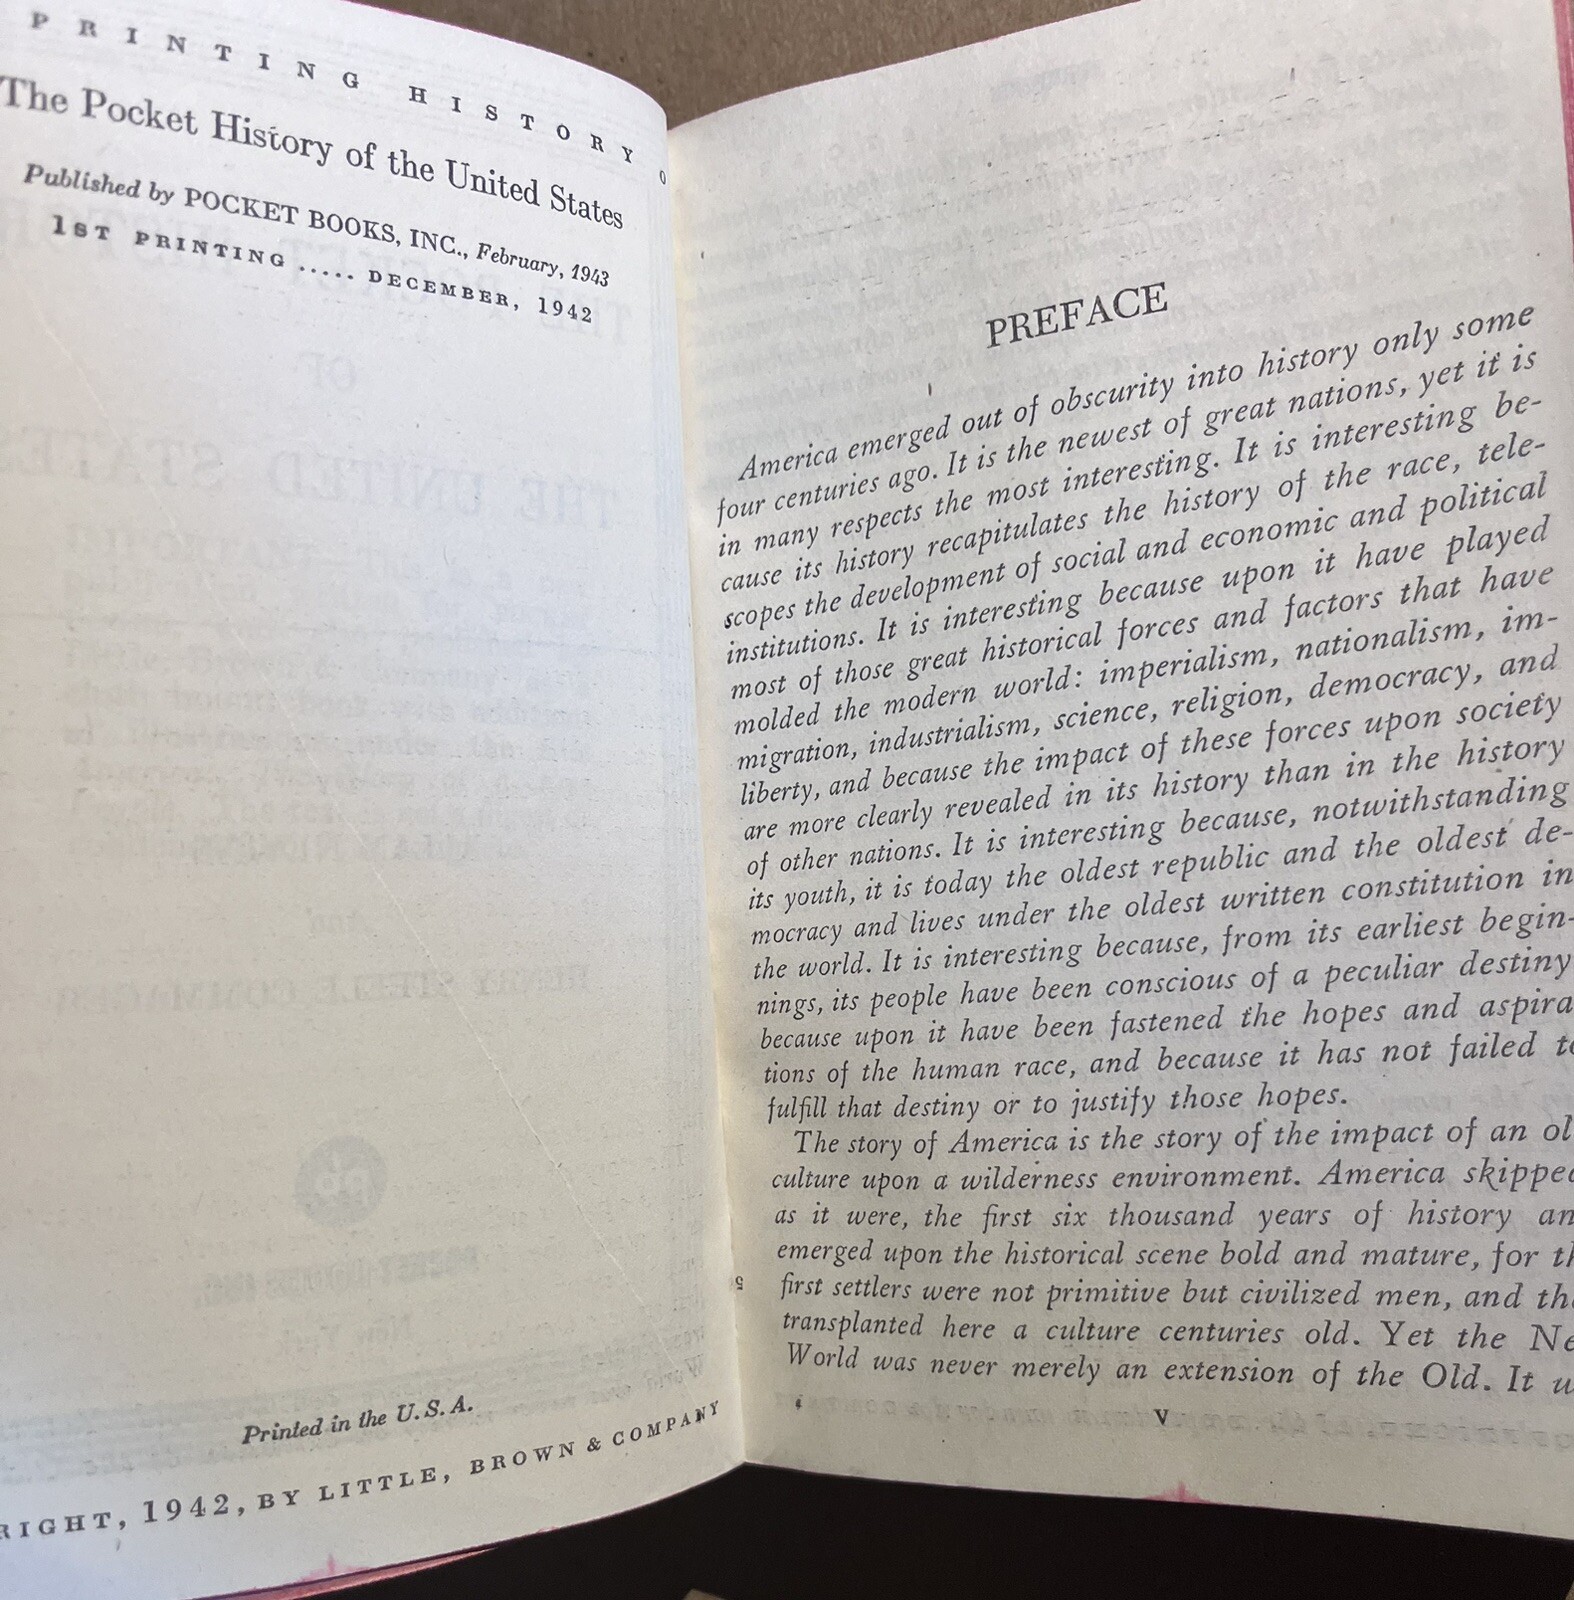 PRINTING HISTORY O
The Pocket History of the United States
Published by POCKET BOOKS, INC., February, 1943
1ST PRINTING ..... DECEMBER, 1942
Printed in the U.S.A.
RIGHT, 1942, BY LITTLE, BROWN & COMPANY
PREFACE
America emerged out of obscurity into history only some
four centuries ago. It is the newest of great nations, yet it is
in many respects the most interesting. It is interesting be-
cause its history recapitulates the history of the race, tele-
scopes the development of social and economic and political
institutions. It is interesting because upon it have played
most of those great historical forces and factors that have
molded the modern world: imperialism, nationalism, im-
migration, industrialism, science, religion, democracy, and
liberty, and because the impact of these forces upon society
are more clearly revealed in its history than in the history
of other nations. It is interesting because, notwithstanding
its youth, it is today the oldest republic and the oldest de-
mocracy and lives under the oldest written constitution in
the world. It is interesting because, from its earliest begin-
nings, its people have been conscious of a peculiar destiny
because upon it have been fastened the hopes and aspira
tions of the human race, and because it has not failed to
fulfill that destiny or to justify those hopes.
The story of America is the story of the impact of an ol
culture upon a wilderness environment. America skipped
as it were, the first six thousand years of history an
emerged upon the historical scene bold and mature, for th
first settlers were not primitive but civilized men, and the
transplanted here a culture centuries old. Yet the Ne
World was never merely an extension of the Old. It w
v